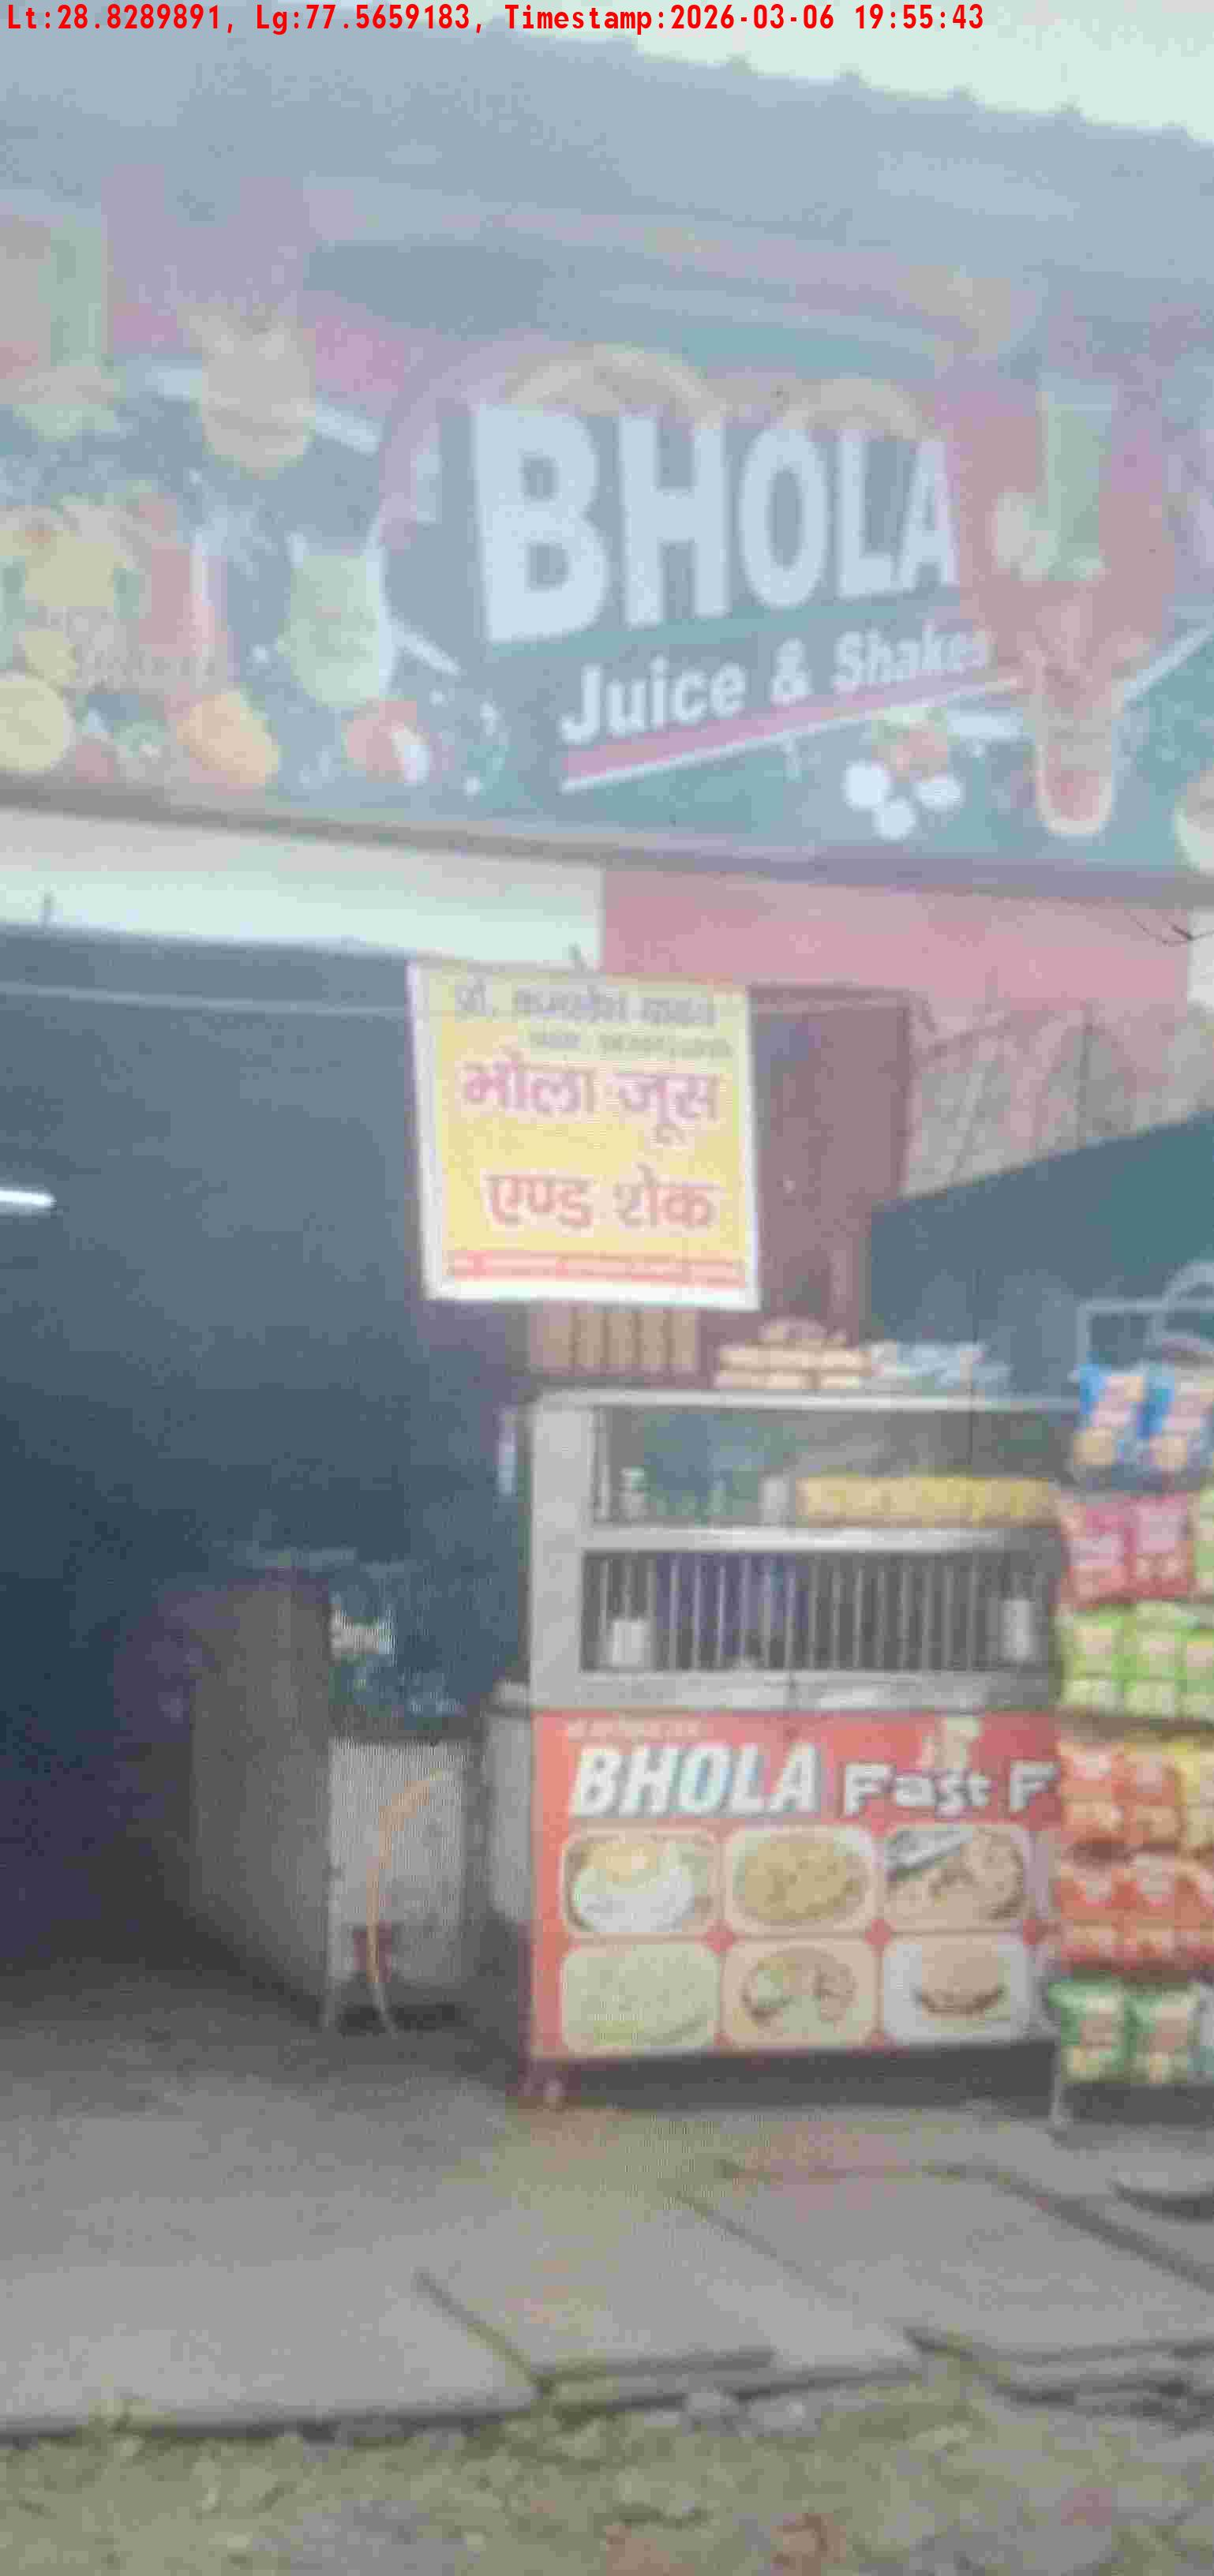 Lt:28.8289891, Lg:77.5659183, Timestamp:2026-03-06 19:55:43
BHOLA
Juice & Shakes
प्रो.
भोला जूस
एण्ड शेक
BHOLA Fast F